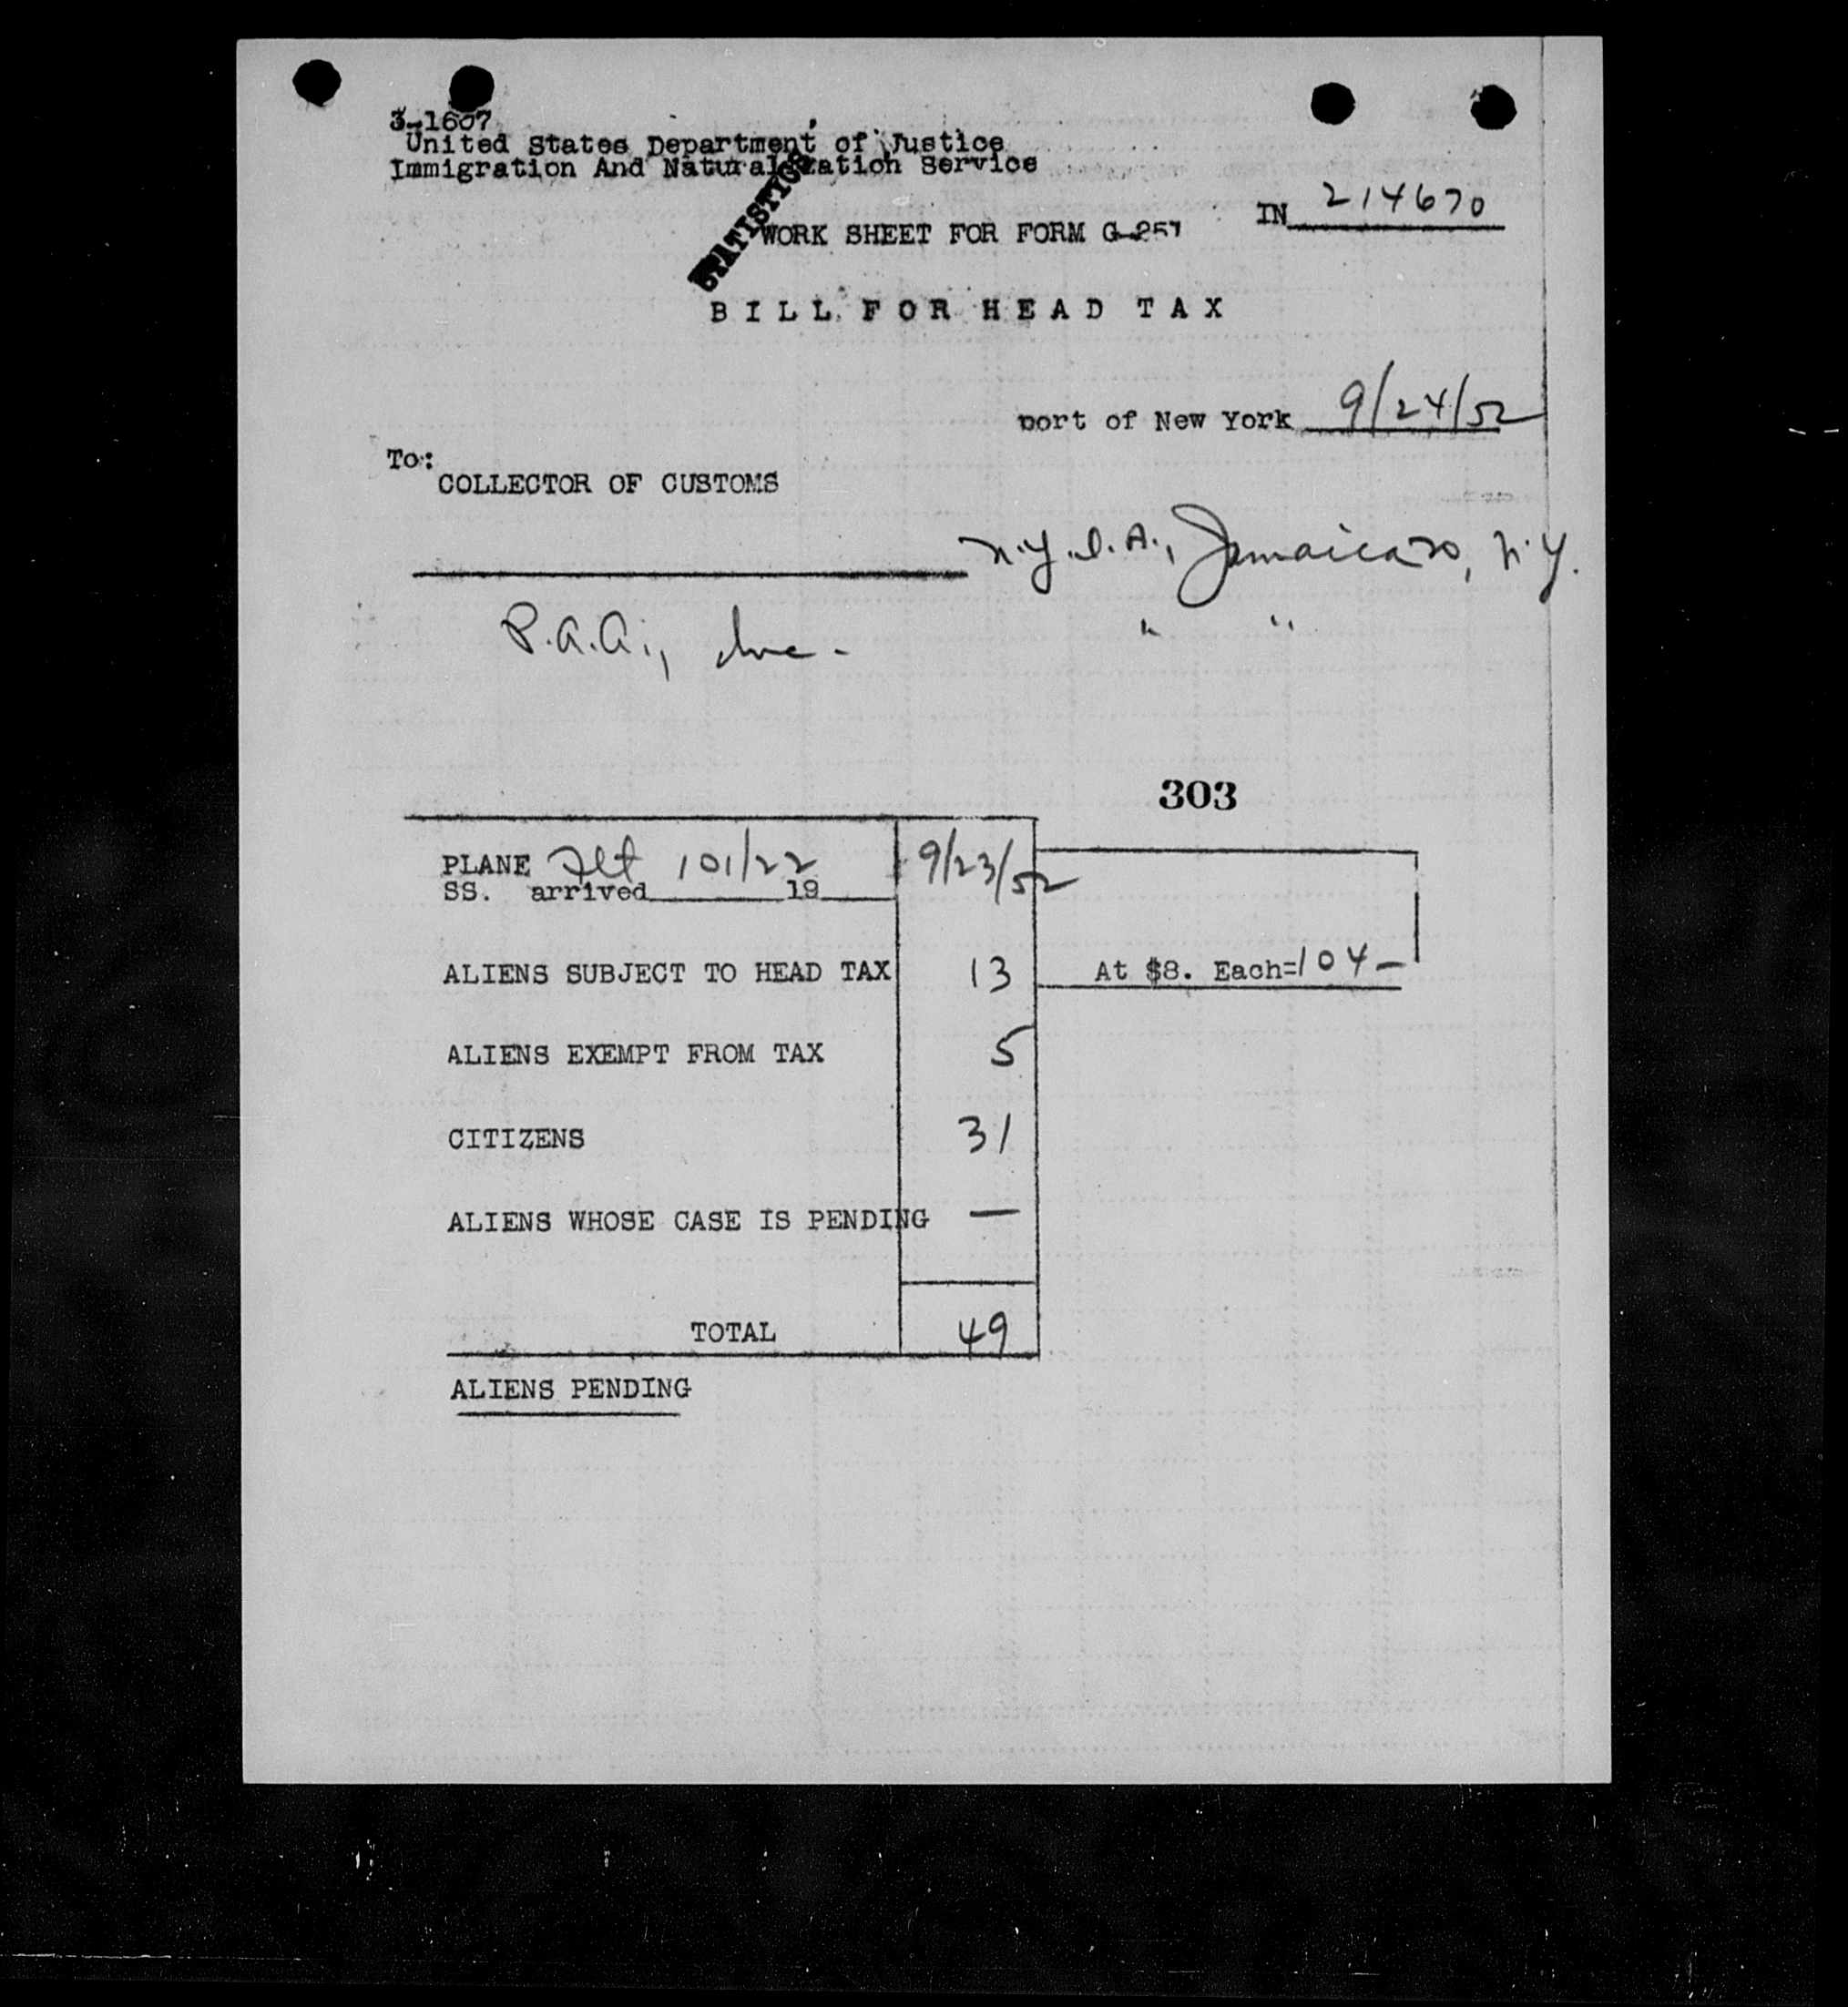 3-1607
United States Department of Justice
Immigration And Naturalization Service
STATISTICS
IN 214670
WORK SHEET FOR FORM G-257
BILL FOR HEAD TAX
port of New York 9/24/52
To:
COLLECTOR OF CUSTOMS
N.Y.I.A., Jamaica 30, N.Y.
P.A.A., Inc. " "
303
PLANE Flt 101/22 9/23/52
SS. arrived 19
ALIENS SUBJECT TO HEAD TAX 13 At $8. Each=104-
ALIENS EXEMPT FROM TAX 5
CITIZENS 31
ALIENS WHOSE CASE IS PENDING —
TOTAL 49
ALIENS PENDING